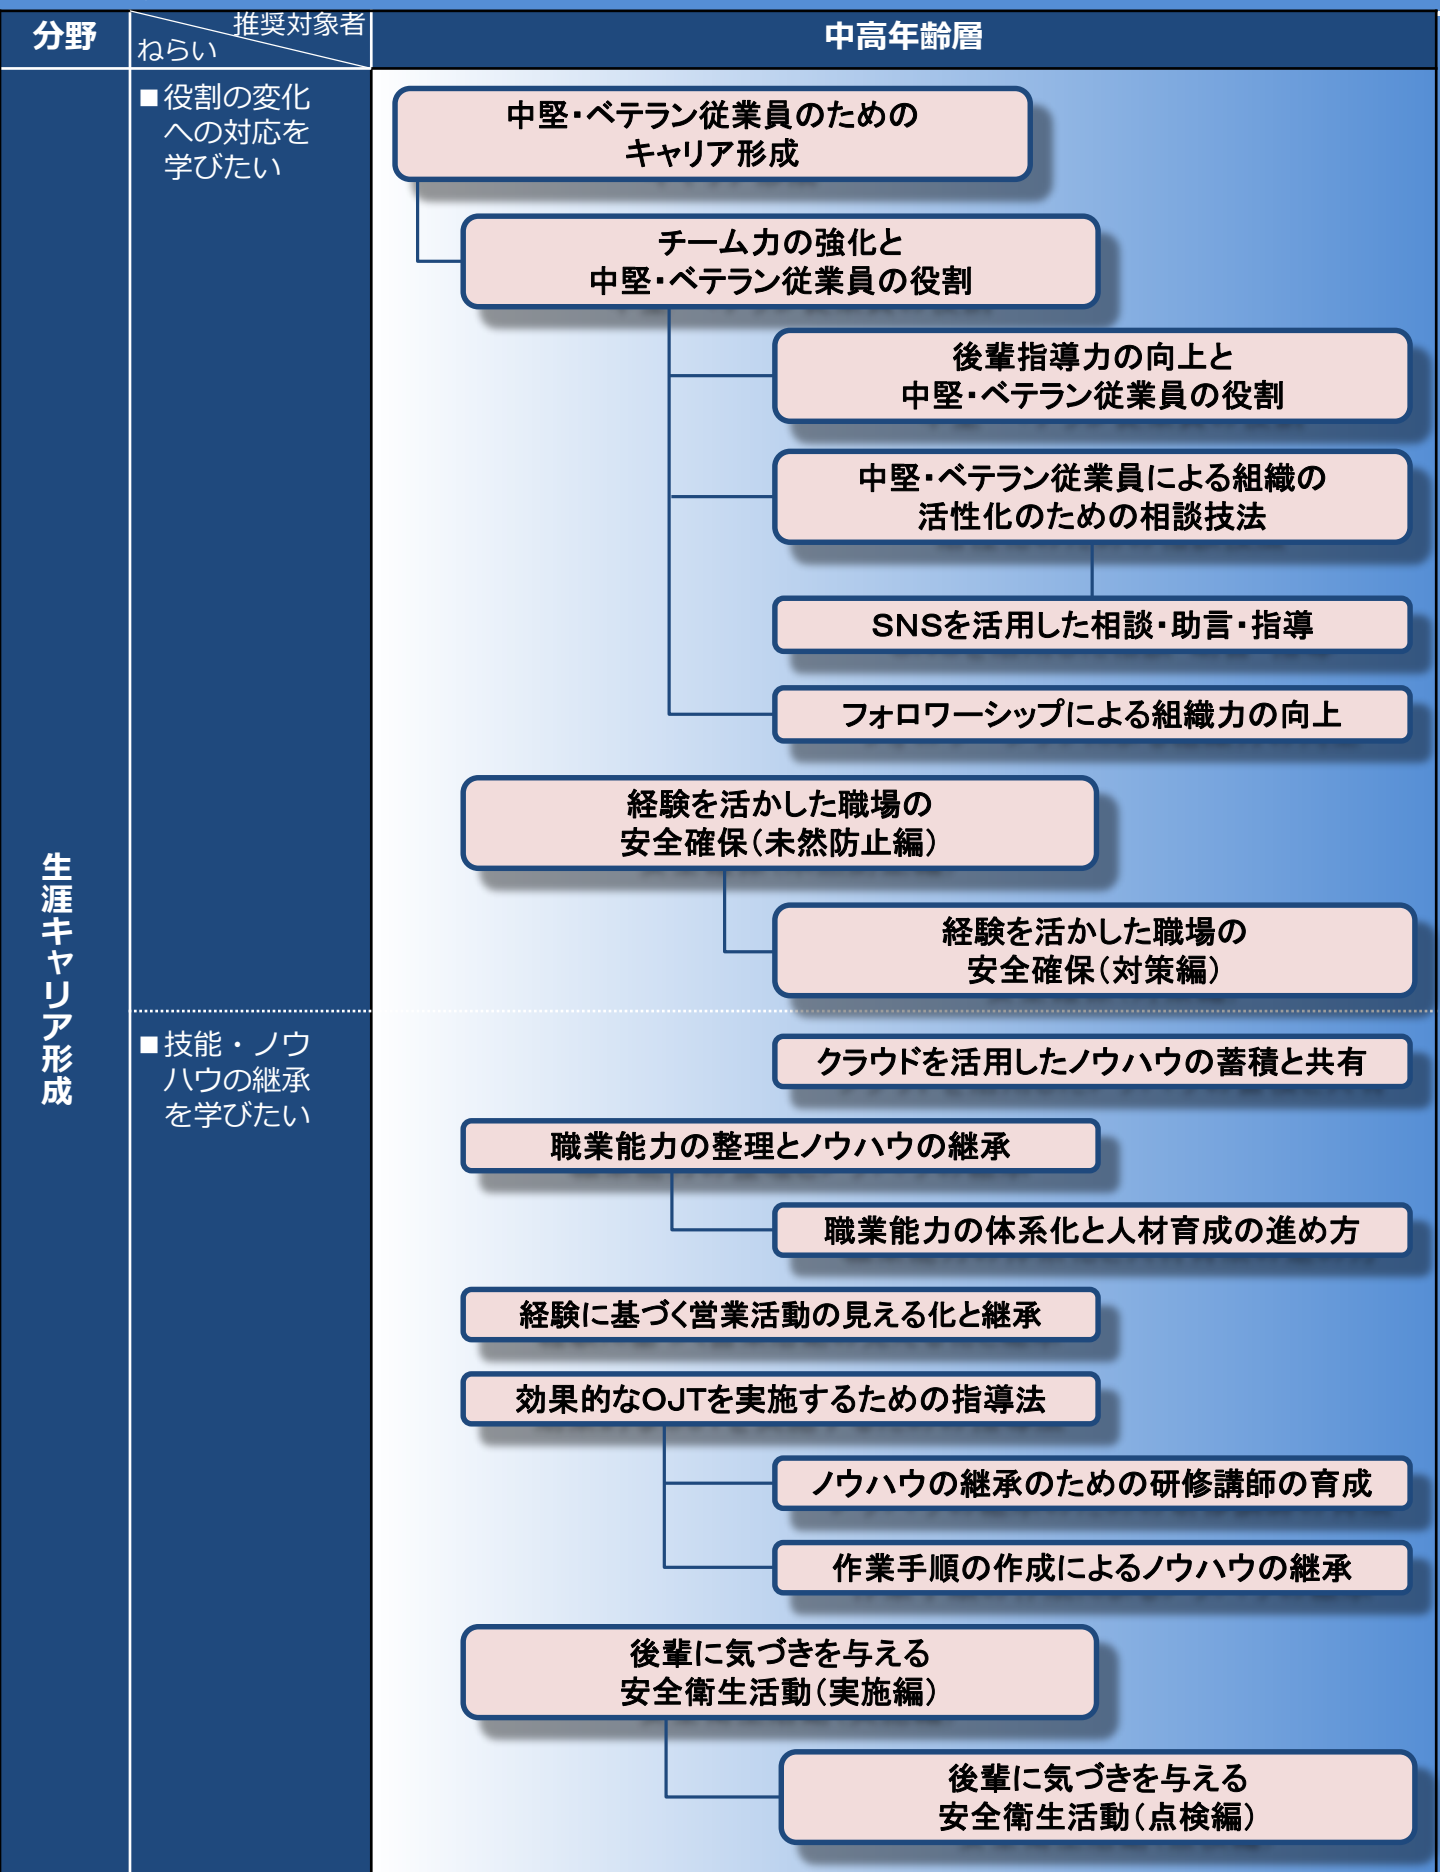 分野
推奨対象者
ねらい
中高年齢層
生涯キャリア形成
■役割の変化
への対応を
学びたい
中堅・ベテラン従業員のための
キャリア形成
チーム力の強化と
中堅・ベテラン従業員の役割
後輩指導力の向上と
中堅・ベテラン従業員の役割
中堅・ベテラン従業員による組織の
活性化のための相談技法
SNSを活用した相談・助言・指導
フォロワーシップによる組織力の向上
経験を活かした職場の
安全確保(未然防止編)
経験を活かした職場の
安全確保(対策編)
■技能・ノウ
ハウの継承
を学びたい
クラウドを活用したノウハウの蓄積と共有
職業能力の整理とノウハウの継承
職業能力の体系化と人材育成の進め方
経験に基づく営業活動の見える化と継承
効果的なOJTを実施するための指導法
ノウハウの継承のための研修講師の育成
作業手順の作成によるノウハウの継承
後輩に気づきを与える
安全衛生活動(実施編)
後輩に気づきを与える
安全衛生活動(点検編)